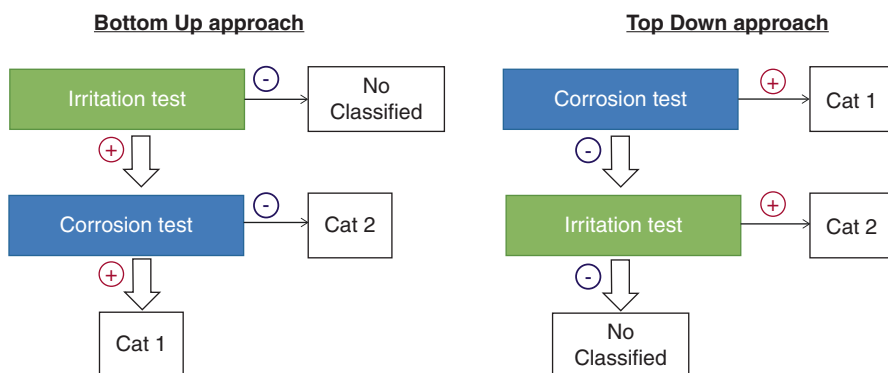 Bottom Up approach
Irritation test
-
No
Classified
+
Corrosion test
-
Cat 2
+
Cat 1
Top Down approach
Corrosion test
+
Cat 1
-
Irritation test
+
Cat 2
-
No
Classified